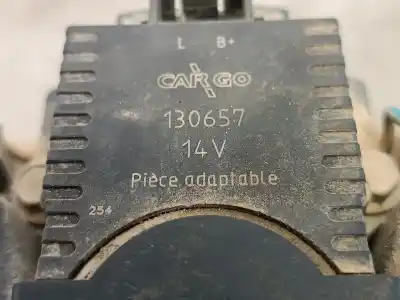 L B+
CARGO
130657
14V
Pièce adaptable
254